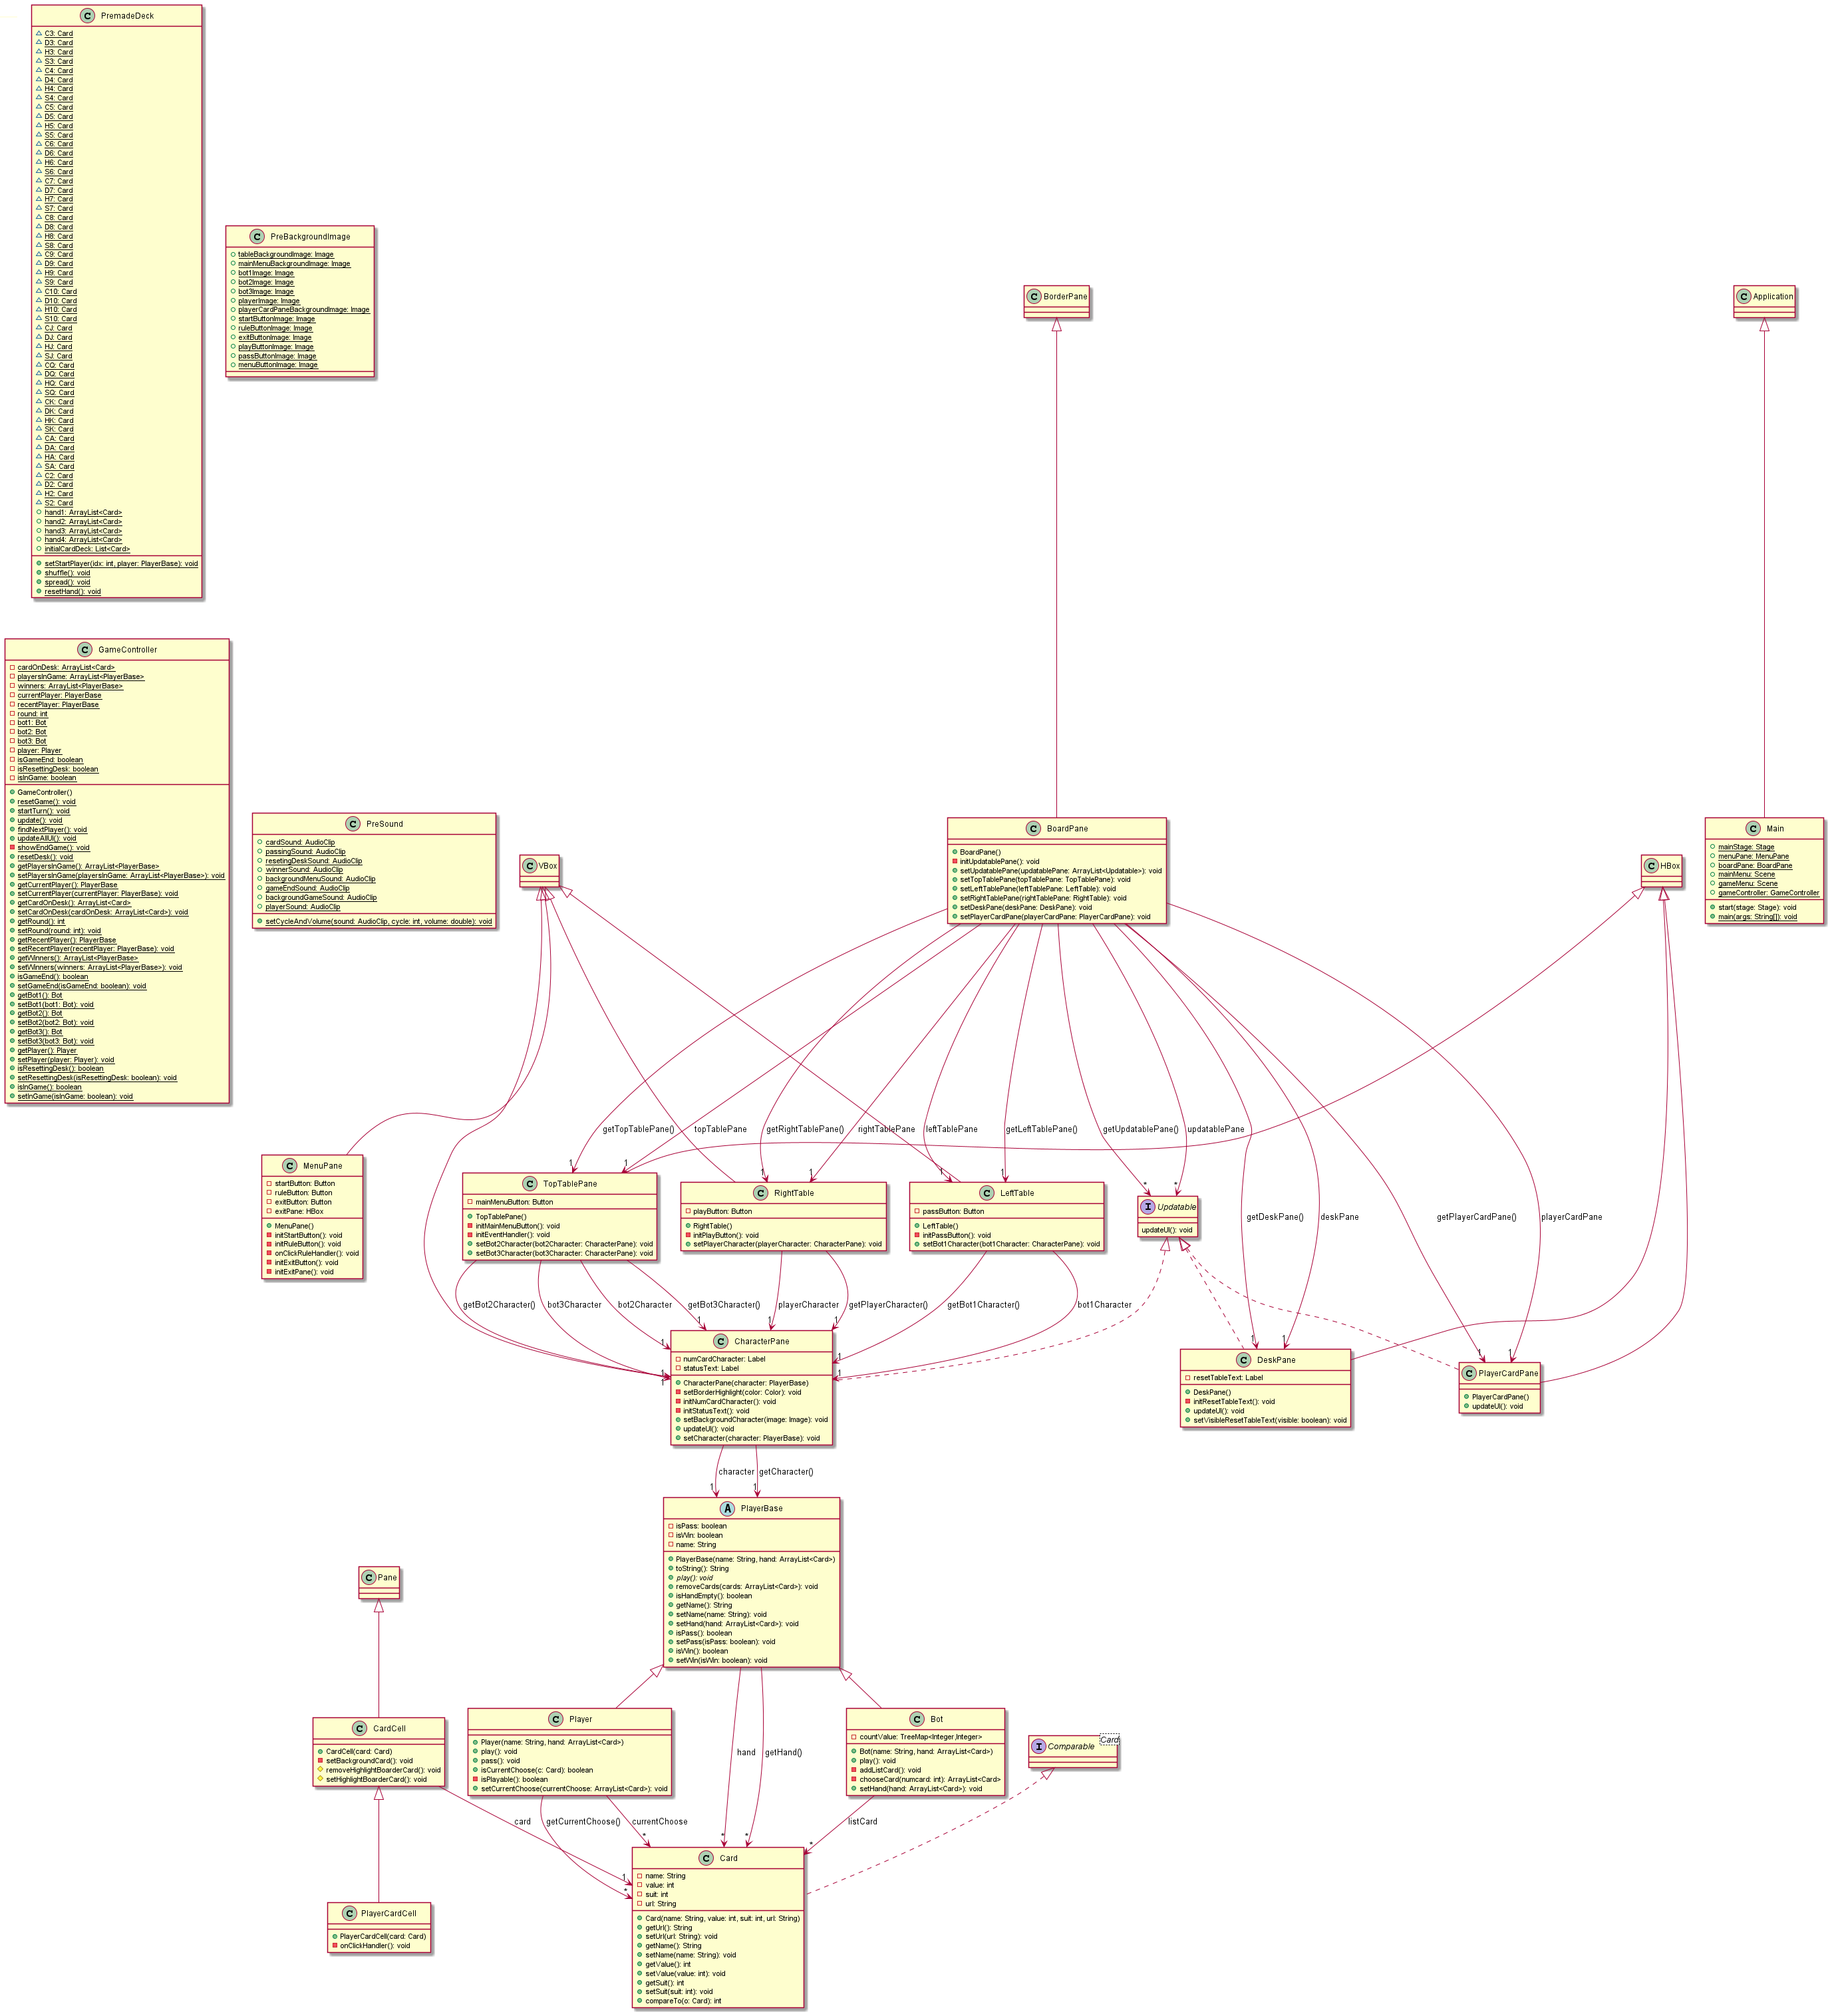 PremadeDeck
C3: Card
D3: Card
H3: Card
S3: Card
C4: Card
D4: Card
H4: Card
S4: Card
C5: Card
D5: Card
H5: Card
S5: Card
C6: Card
D6: Card
H6: Card
S6: Card
C7: Card
D7: Card
H7: Card
S7: Card
C8: Card
D8: Card
H8: Card
S8: Card
C9: Card
D9: Card
H9: Card
S9: Card
C10: Card
D10: Card
H10: Card
S10: Card
CJ: Card
DJ: Card
HJ: Card
SJ: Card
CQ: Card
DQ: Card
HQ: Card
SQ: Card
CK: Card
DK: Card
HK: Card
SK: Card
CA: Card
DA: Card
HA: Card
SA: Card
C2: Card
D2: Card
H2: Card
S2: Card
hand1: ArrayList<Card>
hand2: ArrayList<Card>
hand3: ArrayList<Card>
hand4: ArrayList<Card>
initialCardDeck: List<Card>
setStartPlayer(idx: int, player: PlayerBase): void
shuffle(): void
spread(): void
resetHand(): void
PreBackgroundImage
tableBackgroundImage: Image
mainMenuBackgroundImage: Image
bot1Image: Image
bot2Image: Image
bot3Image: Image
playerImage: Image
playerCardPaneBackgroundImage: Image
startButtonImage: Image
ruleButtonImage: Image
exitButtonImage: Image
playButtonImage: Image
passButtonImage: Image
menuButtonImage: Image
BorderPane
Application
GameController
cardOnDesk: ArrayList<Card>
playersInGame: ArrayList<PlayerBase>
winners: ArrayList<PlayerBase>
currentPlayer: PlayerBase
recentPlayer: PlayerBase
round: int
bot1: Bot
bot2: Bot
bot3: Bot
player: Player
isGameEnd: boolean
isResettingDesk: boolean
isInGame: boolean
GameController()
resetGame(): void
startTurn(): void
update(): void
findNextPlayer(): void
updateAllUI(): void
showEndGame(): void
resetDesk(): void
getPlayersInGame(): ArrayList<PlayerBase>
setPlayersInGame(playersInGame: ArrayList<PlayerBase>): void
getCurrentPlayer(): PlayerBase
setCurrentPlayer(currentPlayer: PlayerBase): void
getCardOnDesk(): ArrayList<Card>
setCardOnDesk(cardOnDesk: ArrayList<Card>): void
getRound(): int
setRound(round: int): void
getRecentPlayer(): PlayerBase
setRecentPlayer(recentPlayer: PlayerBase): void
getWinners(): ArrayList<PlayerBase>
setWinners(winners: ArrayList<PlayerBase>): void
isGameEnd(): boolean
setGameEnd(isGameEnd: boolean): void
getBot1(): Bot
setBot1(bot1: Bot): void
getBot2(): Bot
setBot2(bot2: Bot): void
getBot3(): Bot
setBot3(bot3: Bot): void
getPlayer(): Player
setPlayer(player: Player): void
isResettingDesk(): boolean
setResettingDesk(isResettingDesk: boolean): void
isInGame(): boolean
setInGame(isInGame: boolean): void
PreSound
cardSound: AudioClip
passingSound: AudioClip
resetingDeskSound: AudioClip
winnerSound: AudioClip
backgroundMenuSound: AudioClip
gameEndSound: AudioClip
backgroundGameSound: AudioClip
playerSound: AudioClip
setCycleAndVolume(sound: AudioClip, cycle: int, volume: double): void
VBox
BoardPane
BoardPane()
initUpdatablePane(): void
setUpdatablePane(updatablePane: ArrayList<Updatable>): void
setTopTablePane(topTablePane: TopTablePane): void
setLeftTablePane(leftTablePane: LeftTable): void
setRightTablePane(rightTablePane: RightTable): void
setDeskPane(deskPane: DeskPane): void
setPlayerCardPane(playerCardPane: PlayerCardPane): void
HBox
Main
mainStage: Stage
menuPane: MenuPane
boardPane: BoardPane
mainMenu: Scene
gameMenu: Scene
gameController: GameController
start(stage: Stage): void
main(args: String[]): void
getTopTablePane()
topTablePane
getRightTablePane()
rightTablePane
leftTablePane
getLeftTablePane()
getUpdatablePane()
updatablePane
1
1
1
1
1
1
*
*
MenuPane
startButton: Button
ruleButton: Button
exitButton: Button
exitPane: HBox
MenuPane()
initStartButton(): void
initRuleButton(): void
onClickRuleHandler(): void
initExitButton(): void
initExitPane(): void
TopTablePane
mainMenuButton: Button
TopTablePane()
initMainMenuButton(): void
initEventHandler(): void
setBot2Character(bot2Character: CharacterPane): void
setBot3Character(bot3Character: CharacterPane): void
RightTable
playButton: Button
RightTable()
initPlayButton(): void
setPlayerCharacter(playerCharacter: CharacterPane): void
LeftTable
passButton: Button
LeftTable()
initPassButton(): void
setBot1Character(bot1Character: CharacterPane): void
Updatable
updateUI(): void
getDeskPane()
deskPane
getPlayerCardPane()
playerCardPane
getBot2Character()
bot3Character
bot2Character
getBot3Character()
playerCharacter
getPlayerCharacter()
getBot1Character()
bot1Character
1
1
1
1
1
1
1
1
1
1
1
1
CharacterPane
numCardCharacter: Label
statusText: Label
CharacterPane(character: PlayerBase)
setBorderHighlight(color: Color): void
initNumCardCharacter(): void
initStatusText(): void
setBackgroundCharacter(image: Image): void
updateUI(): void
setCharacter(character: PlayerBase): void
DeskPane
resetTableText: Label
DeskPane()
initResetTableText(): void
updateUI(): void
setVisibleResetTableText(visible: boolean): void
PlayerCardPane
PlayerCardPane()
updateUI(): void
character
getCharacter()
1
1
PlayerBase
isPass: boolean
isWin: boolean
name: String
PlayerBase(name: String, hand: ArrayList<Card>)
toString(): String
play(): void
removeCards(cards: ArrayList<Card>): void
isHandEmpty(): boolean
getName(): String
setName(name: String): void
setHand(hand: ArrayList<Card>): void
isPass(): boolean
setPass(isPass: boolean): void
isWin(): boolean
setWin(isWin: boolean): void
Pane
CardCell
CardCell(card: Card)
setBackgroundCard(): void
removeHighlightBoarderCard(): void
setHighlightBoarderCard(): void
Player
Player(name: String, hand: ArrayList<Card>)
play(): void
pass(): void
isCurrentChoose(c: Card): boolean
isPlayable(): boolean
setCurrentChoose(currentChoose: ArrayList<Card>): void
hand
getHand()
Bot
countValue: TreeMap<Integer,Integer>
Bot(name: String, hand: ArrayList<Card>)
play(): void
addListCard(): void
chooseCard(numcard: int): ArrayList<Card>
setHand(hand: ArrayList<Card>): void
Comparable
Card
card
getCurrentChoose()
currentChoose
listCard
1
*
*
*
*
*
PlayerCardCell
PlayerCardCell(card: Card)
onClickHandler(): void
Card
name: String
value: int
suit: int
url: String
Card(name: String, value: int, suit: int, url: String)
getUrl(): String
setUrl(url: String): void
getName(): String
setName(name: String): void
getValue(): int
setValue(value: int): void
getSuit(): int
setSuit(suit: int): void
compareTo(o: Card): int